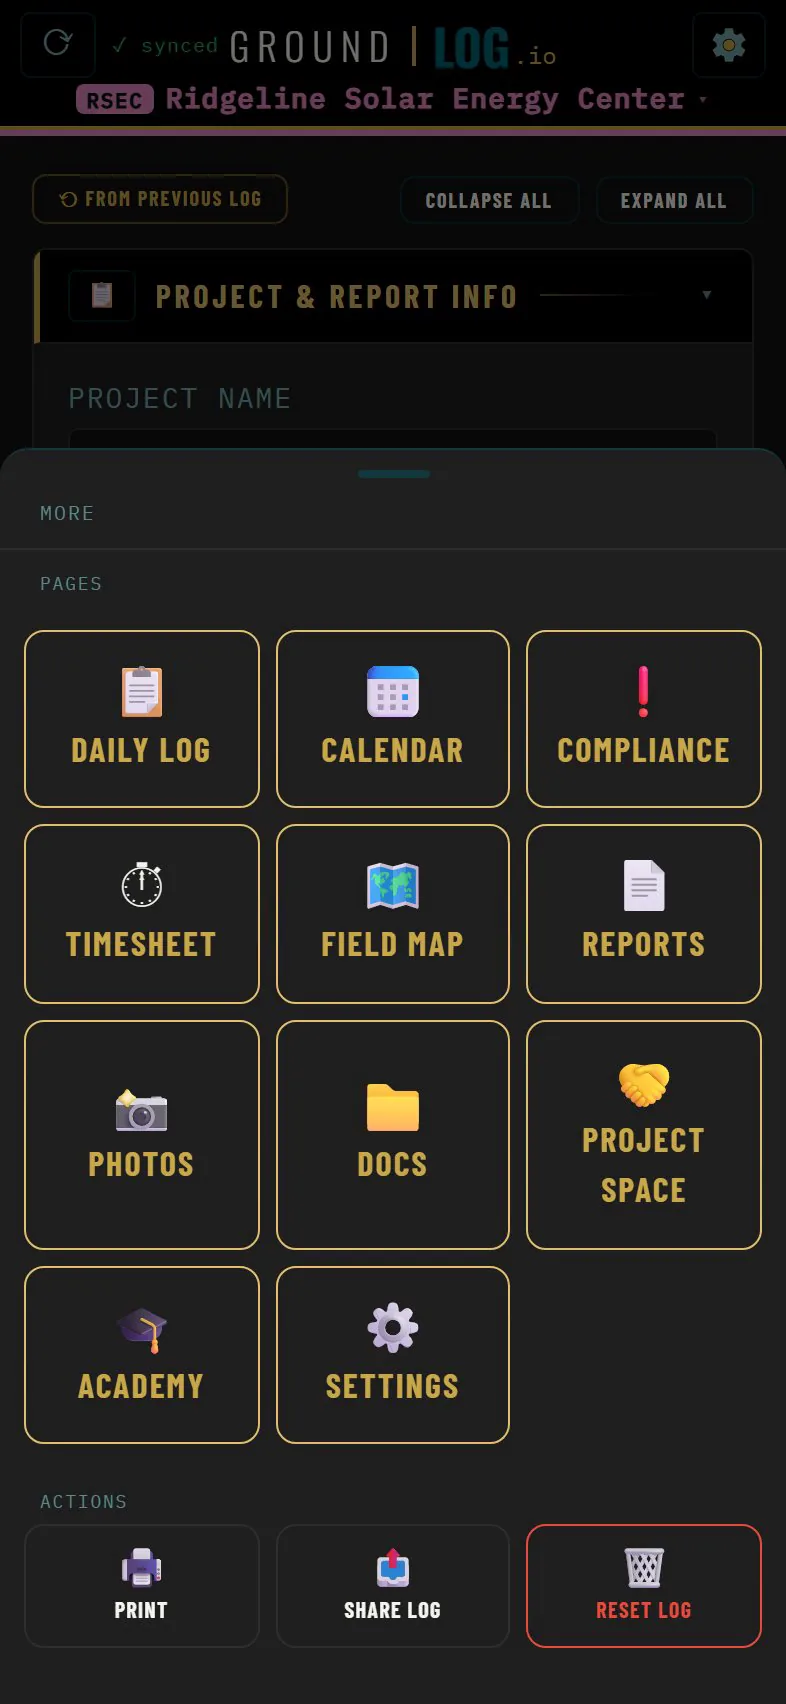 ✓ synced GROUND | LOG.io
RSEC Ridgeline Solar Energy Center
FROM PREVIOUS LOG
COLLAPSE ALL
EXPAND ALL
PROJECT & REPORT INFO
PROJECT NAME
MORE
PAGES
DAILY LOG
CALENDAR
COMPLIANCE
TIMESHEET
FIELD MAP
REPORTS
PHOTOS
DOCS
PROJECT
SPACE
ACADEMY
SETTINGS
ACTIONS
PRINT
SHARE LOG
RESET LOG